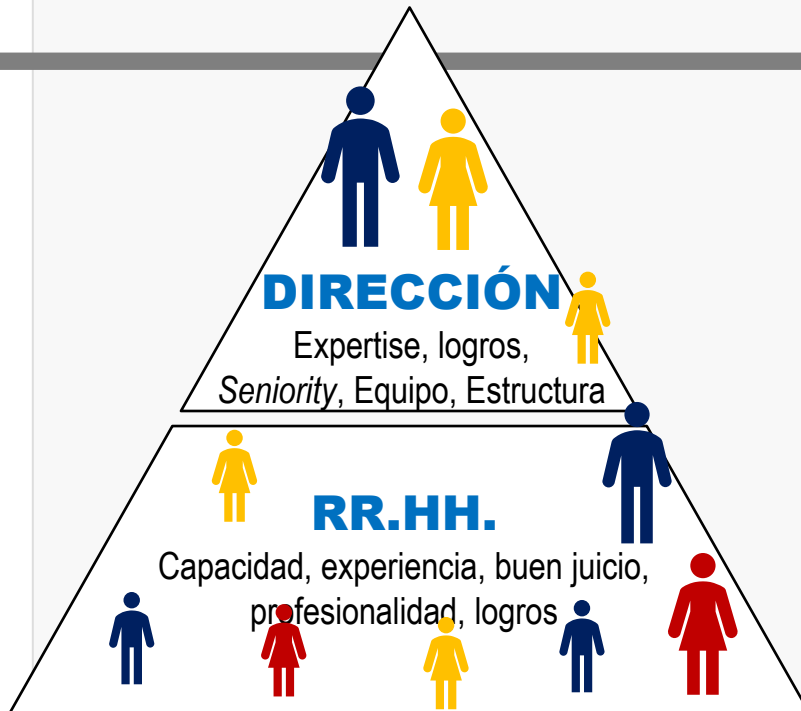 DIRECCIÓN
Expertise, logros,
Seniority, Equipo, Estructura
RR.HH.
Capacidad, experiencia, buen juicio,
profesionalidad, logros